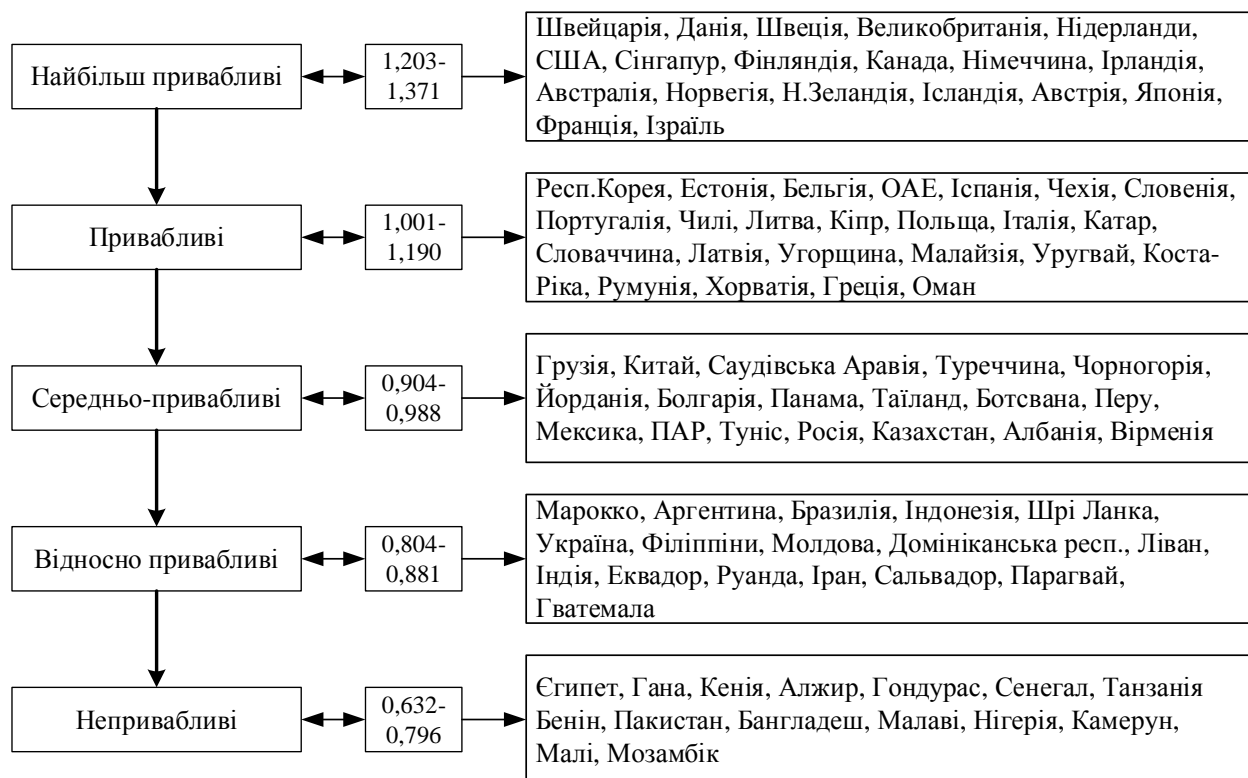 Найбільш привабливі
1,203-
1,371
Швейцарія, Данія, Швеція, Великобританія, Нідерланди,
США, Сінгапур, Фінляндія, Канада, Німеччина, Ірландія,
Австралія, Норвегія, Н.Зеландія, Ісландія, Австрія, Японія,
Франція, Ізраїль
Привабливі
1,001-
1,190
Респ.Корея, Естонія, Бельгія, ОАЕ, Іспанія, Чехія, Словенія,
Португалія, Чилі, Литва, Кіпр, Польща, Італія, Катар,
Словаччина, Латвія, Угорщина, Малайзія, Уругвай, Коста-
Ріка, Румунія, Хорватія, Греція, Оман
Середньо-привабливі
0,904-
0,988
Грузія, Китай, Саудівська Аравія, Туреччина, Чорногорія,
Йорданія, Болгарія, Панама, Таїланд, Ботсвана, Перу,
Мексика, ПАР, Туніс, Росія, Казахстан, Албанія, Вірменія
Відносно привабливі
0,804-
0,881
Марокко, Аргентина, Бразилія, Індонезія, Шрі Ланка,
Україна, Філіппіни, Молдова, Домініканська респ., Ліван,
Індія, Еквадор, Руанда, Іран, Сальвадор, Парагвай,
Гватемала
Непривабливі
0,632-
0,796
Єгипет, Гана, Кенія, Алжир, Гондурас, Сенегал, Танзанія
Бенін, Пакистан, Бангладеш, Малаві, Нігерія, Камерун,
Малі, Мозамбік